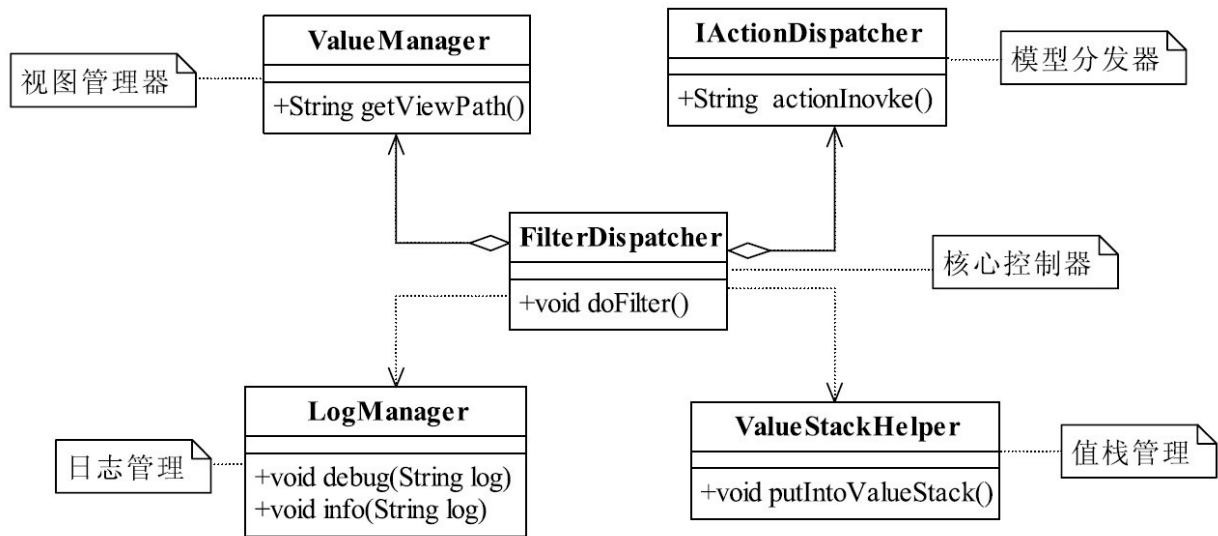 ValueManager
IActionDispatcher
视图管理器
模型分发器
+String getViewPath()
+String actionInovke()
FilterDispatcher
核心控制器
+void doFilter()
LogManager
ValueStackHelper
日志管理
值栈管理
+void debug(String log)
+void info(String log)
+void putIntoValueStack()